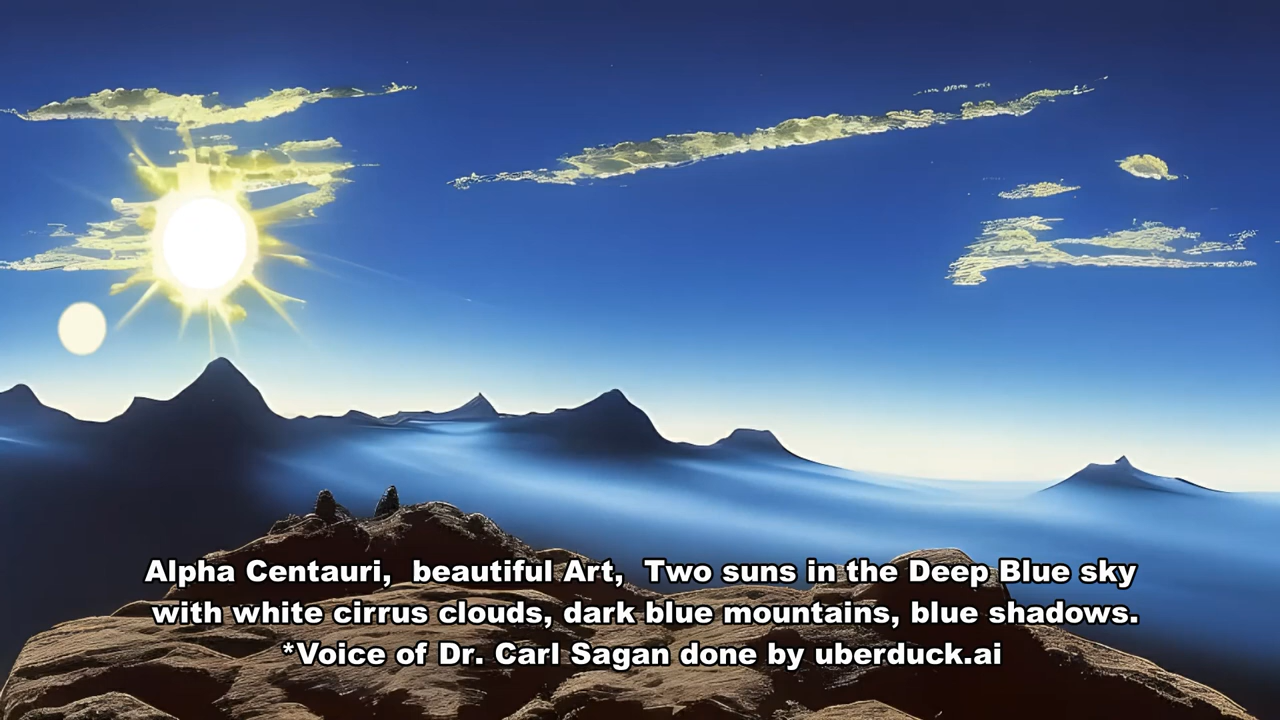 Alpha Centauri,  beautiful Art,  Two suns in the Deep Blue sky
with white cirrus clouds, dark blue mountains, blue shadows.
*Voice of Dr. Carl Sagan done by uberduck.ai